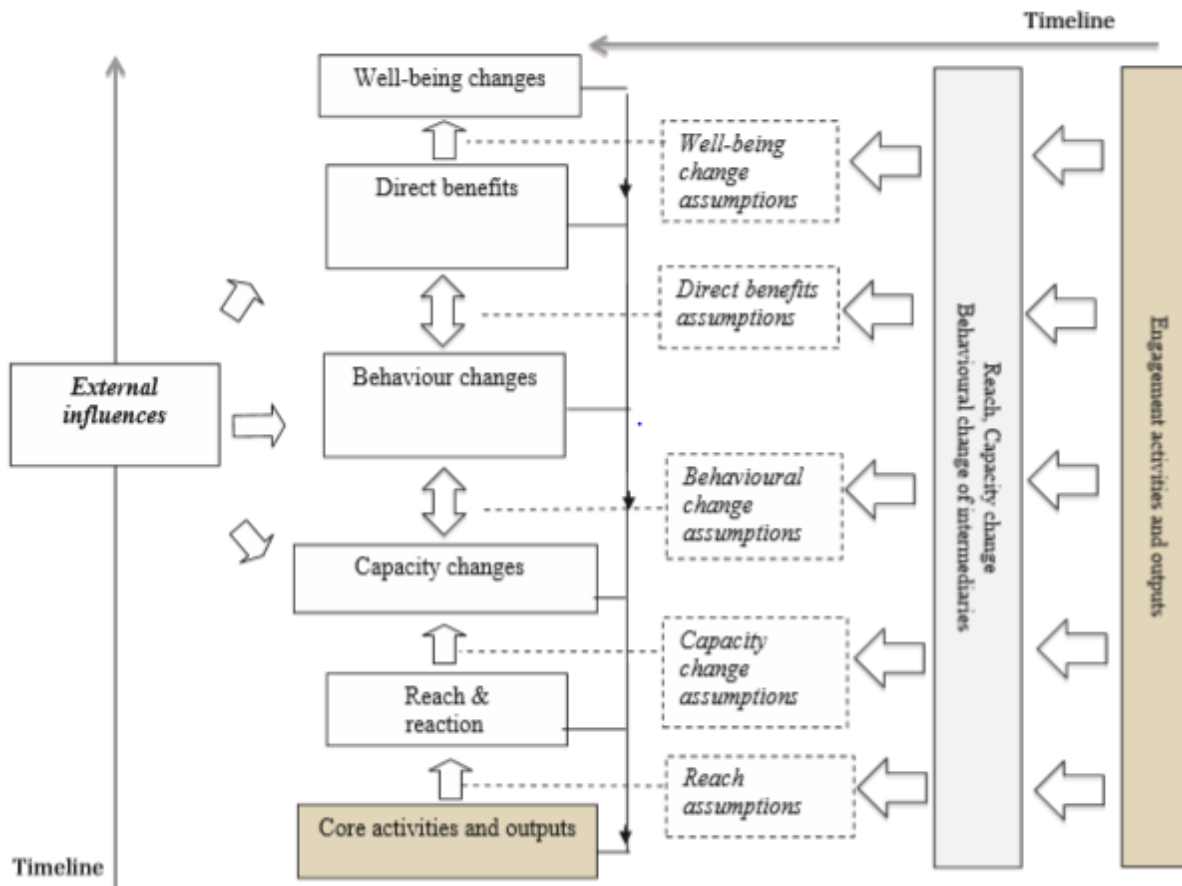 Timeline
Well-being changes
Well-being
change
assumptions
Direct benefits
Direct benefits
assumptions
External
influences
Behaviour changes
Behavioural
change
assumptions
Capacity changes
Capacity
change
assumptions
Reach &
reaction
Reach
assumptions
Core activities and outputs
Timeline
Reach, Capacity change
Behavioural change of intermediaries
Engagement activities and outputs